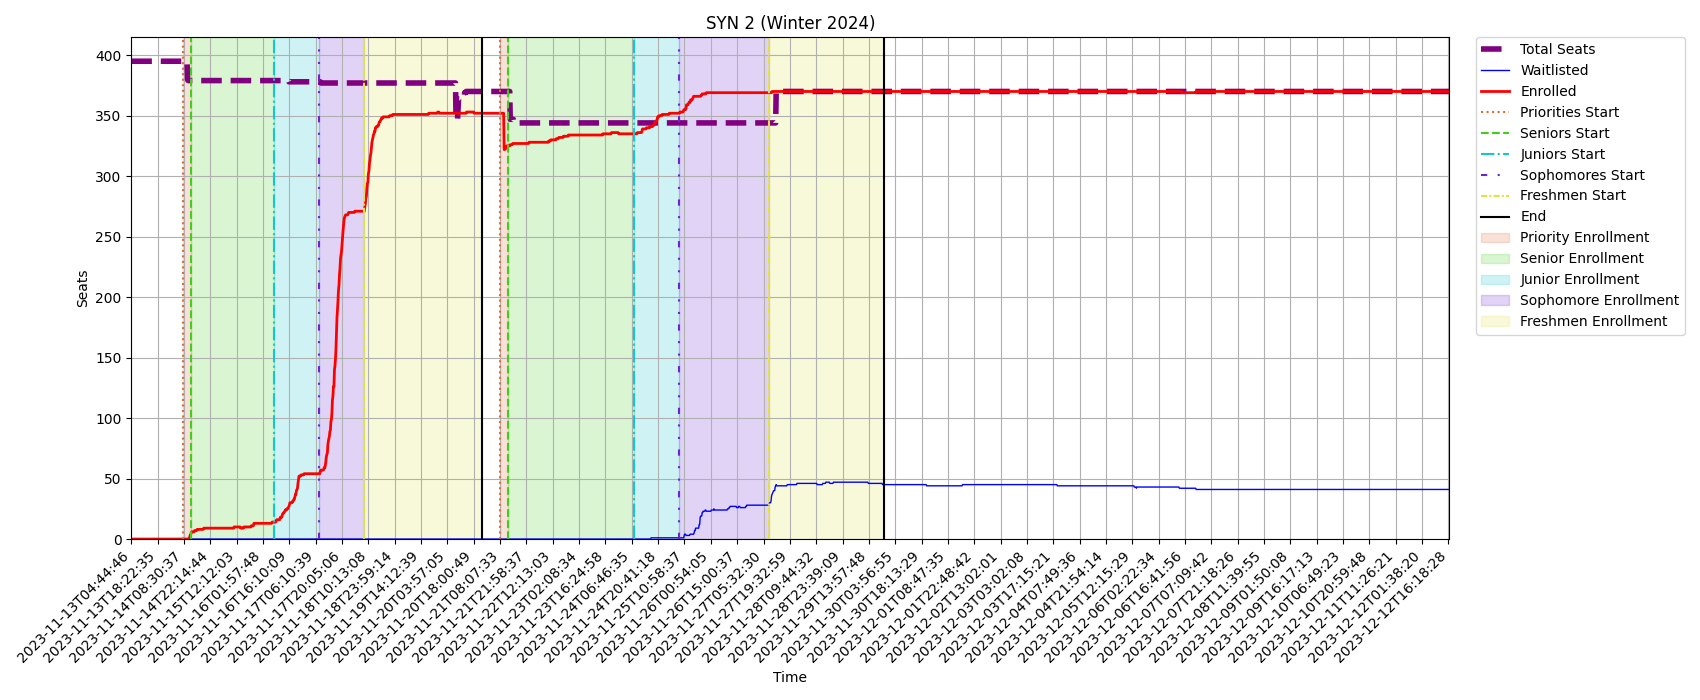 SYN 2 (Winter 2024)
Seats
400
350
300
250
200
150
100
50
0
2023-11-13T04:44:46
2023-11-13T18:22:35
2023-11-14T08:30:37
2023-11-14T22:14:44
2023-11-15T12:12:03
2023-11-16T01:57:48
2023-11-16T16:10:09
2023-11-17T06:10:39
2023-11-17T20:05:06
2023-11-18T10:13:08
2023-11-18T23:59:14
2023-11-19T14:12:39
2023-11-20T03:57:05
2023-11-20T18:00:49
2023-11-21T08:07:33
2023-11-21T21:58:37
2023-11-22T12:13:03
2023-11-23T02:08:34
2023-11-23T16:24:58
2023-11-24T06:46:35
2023-11-24T20:41:18
2023-11-25T10:58:37
2023-11-26T00:54:05
2023-11-26T15:00:37
2023-11-27T05:32:30
2023-11-27T19:32:59
2023-11-28T09:44:32
2023-11-28T23:39:09
2023-11-29T13:57:48
2023-11-30T03:56:55
2023-11-30T18:13:29
2023-12-01T08:47:35
2023-12-01T22:48:42
2023-12-02T13:02:01
2023-12-03T03:02:08
2023-12-03T17:15:21
2023-12-04T07:49:36
2023-12-04T21:54:14
2023-12-05T12:15:29
2023-12-06T02:22:34
2023-12-06T16:41:56
2023-12-07T07:09:42
2023-12-07T21:18:26
2023-12-08T11:39:55
2023-12-09T01:50:08
2023-12-09T16:17:13
2023-12-10T06:49:23
2023-12-10T20:59:48
2023-12-11T11:26:21
2023-12-12T01:38:20
2023-12-12T16:18:28
Time
Total Seats
Waitlisted
Enrolled
Priorities Start
Seniors Start
Juniors Start
Sophomores Start
Freshmen Start
End
Priority Enrollment
Senior Enrollment
Junior Enrollment
Sophomore Enrollment
Freshmen Enrollment